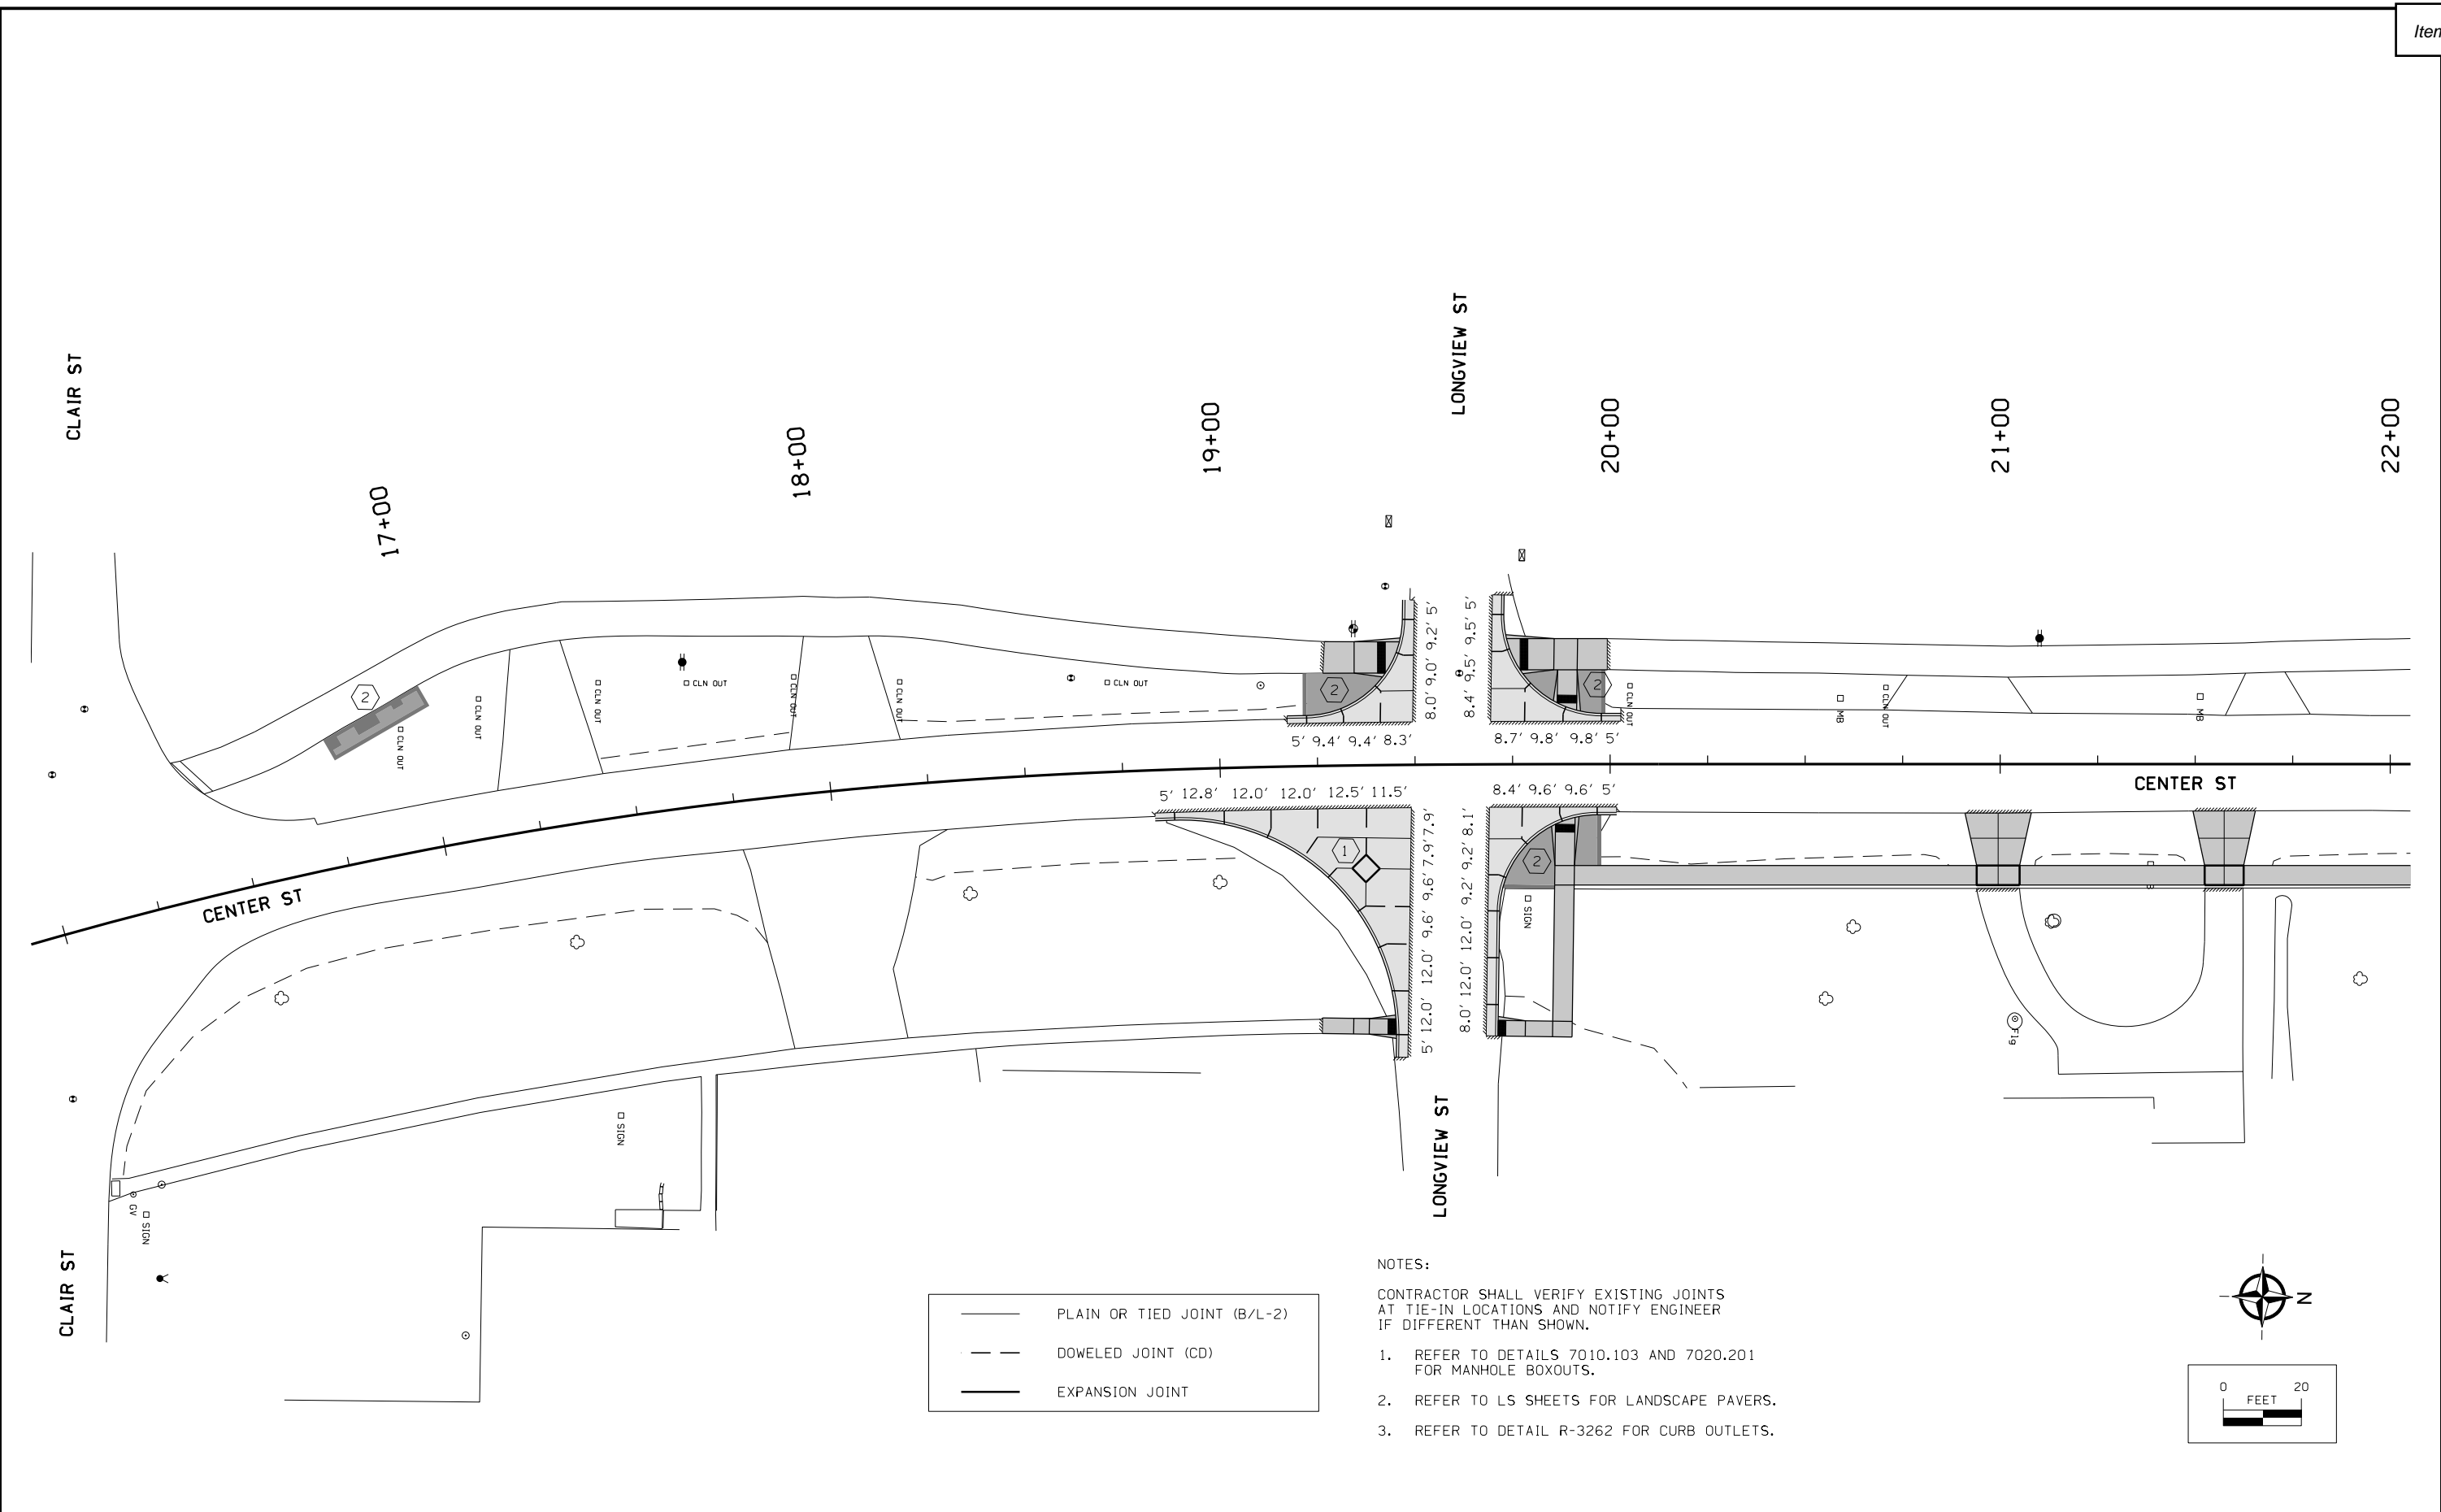 Item
CLAIR ST
LONGVIEW ST
17+00
18+00
19+00
20+00
21+00
22+00
2
CLN OUT
CLN OUT
CLN OUT
CLN OUT
CLN OUT
CLN OUT
CLN OUT
2
8.0' 9.0' 9.2' 5'
8.4' 9.5' 9.5' 5'
2
CLN OUT
MB
CLN OUT
MB
5' 9.4' 9.4' 8.3'
8.7' 9.8' 9.8' 5'
CENTER ST
5' 12.8' 12.0' 12.0' 12.5' 11.5'
8.4' 9.6' 9.6' 5'
1
2
5' 12.0' 12.0' 9.6' 9.6' 7.9' 7.9'
8.0' 12.0' 12.0' 9.2' 9.2' 8.1'
CENTER ST
SIGN
Flg
SIGN
GV
SIGN
CLAIR ST
LONGVIEW ST
PLAIN OR TIED JOINT (B/L-2)
DOWELED JOINT (CD)
EXPANSION JOINT
NOTES:
CONTRACTOR SHALL VERIFY EXISTING JOINTS
AT TIE-IN LOCATIONS AND NOTIFY ENGINEER
IF DIFFERENT THAN SHOWN.
1. REFER TO DETAILS 7010.103 AND 7020.201
FOR MANHOLE BOXOUTS.
2. REFER TO LS SHEETS FOR LANDSCAPE PAVERS.
3. REFER TO DETAIL R-3262 FOR CURB OUTLETS.
N
0 20
FEET